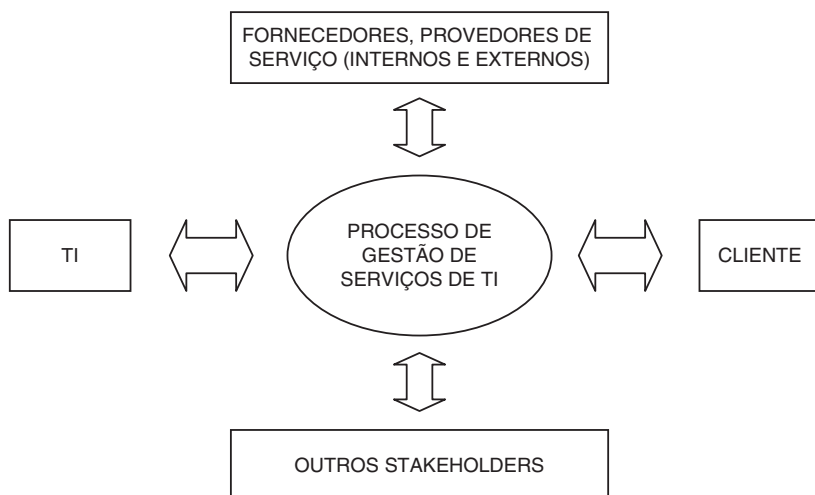 FORNECEDORES, PROVEDORES DE
SERVIÇO (INTERNOS E EXTERNOS)
TI
PROCESSO DE
GESTÃO DE
SERVIÇOS DE TI
CLIENTE
OUTROS STAKEHOLDERS